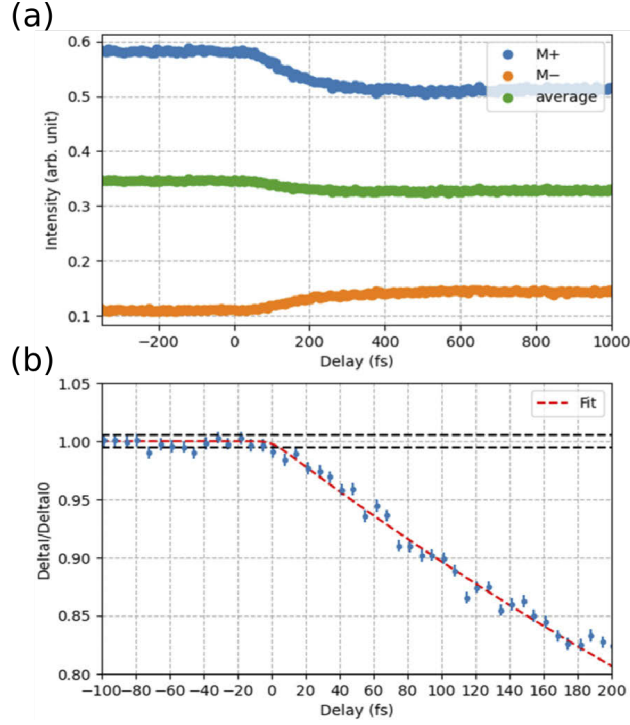 (a)
0.6
M+
M−
average
0.5
0.4
0.3
0.2
0.1
Intensity (arb. unit)
−200 0 200 400 600 800 1000
Delay (fs)
(b)
1.05
Fit
1.00
0.95
0.90
0.85
0.80
DeltaI/DeltaI0
−100 −80 −60 −40 −20 0 20 40 60 80 100 120 140 160 180 200
Delay (fs)